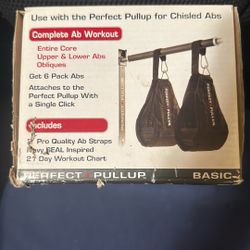 Use with the Perfect Pullup for Chisled Abs
Complete Ab Workout
Entire Core
Upper & Lower Abs
Obliques
Get 6 Pack Abs
Attaches to the
Perfect Pullup With
a Single Click
Includes
Pro Quality Ab Straps
Navy SEAL Inspired
21 Day Workout Chart
PERFECT PULLUP
BASIC